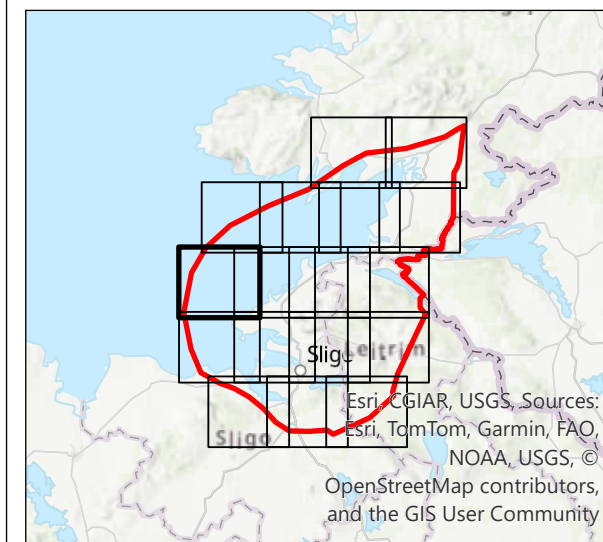 Sligo
Leitrim
Sligo
Esri, CGIAR, USGS, Sources:
Esri, TomTom, Garmin, FAO,
NOAA, USGS, ©
OpenStreetMap contributors,
and the GIS User Community